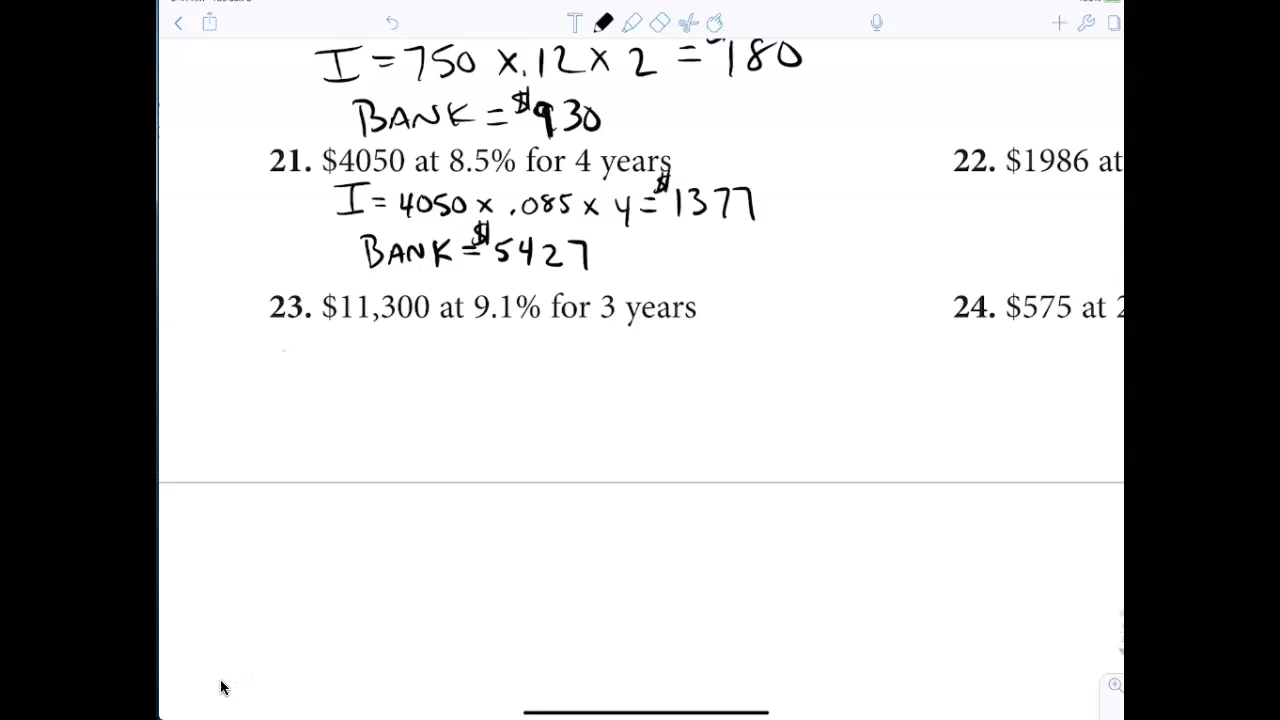 I = 750 x .12 x 2 = $180
BANK = $930
21. $4050 at 8.5% for 4 years
22. $1986 at
I = 4050 x .085 x 4 = $1377
BANK = $5427
23. $11,300 at 9.1% for 3 years
24. $575 at 2